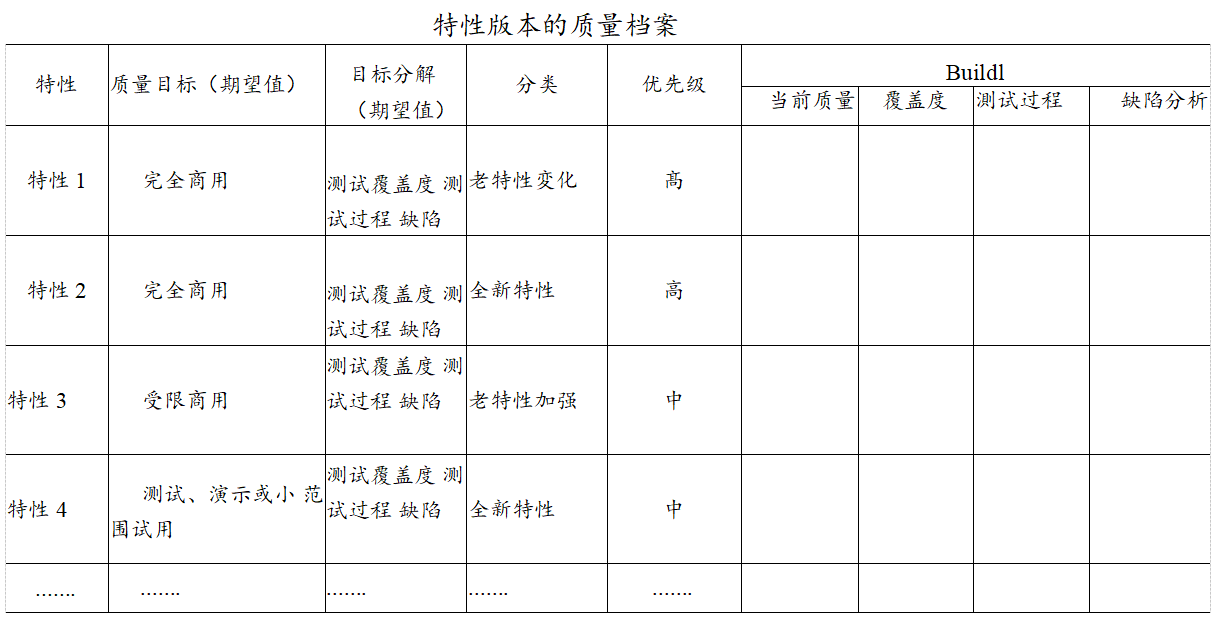 特性版本的质量档案
特性 质量目标（期望值） 目标分解 分类 优先级 Buildl
（期望值） 当前质量 覆盖度 测试过程 缺陷分析
特性 1 完全商用 测试覆盖度 测 老特性变化 高
试过程 缺陷
特性 2 完全商用 测试覆盖度 测 全新特性 高
试过程 缺陷
测试覆盖度 测
特性 3 受限商用 试过程 缺陷 老特性加强 中
测试覆盖度 测
特性 4 测试、演示或小 范 试过程 缺陷 全新特性 中
围试用
....... ....... ....... ....... .......